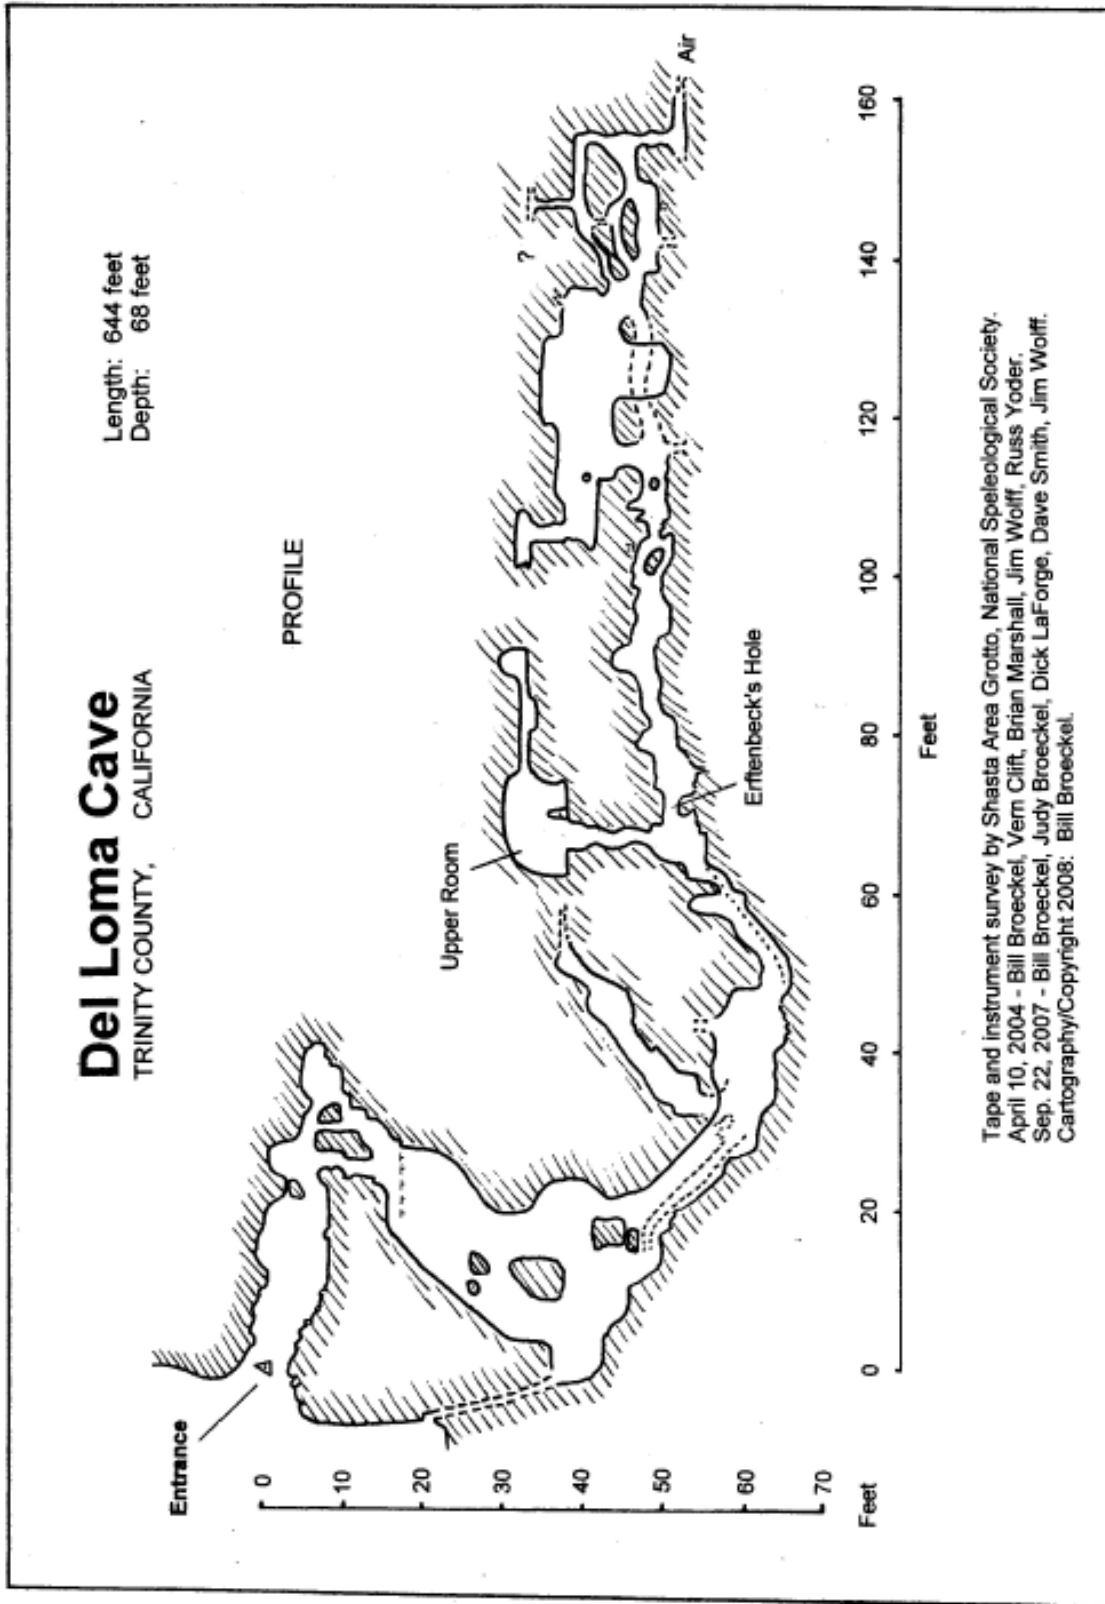 Del Loma Cave
TRINITY COUNTY, CALIFORNIA
Length: 644 feet
Depth: 68 feet
PROFILE
Entrance
Upper Room
Erftenbeck's Hole
?
Air
0
10
20
30
40
50
60
70
Feet
0
20
40
60
80
100
120
140
160
Feet
Tape and instrument survey by Shasta Area Grotto, National Speleological Society.
April 10, 2004 - Bill Broeckel, Vern Clift, Brian Marshall, Jim Wolff, Russ Yoder.
Sep. 22, 2007 - Bill Broeckel, Judy Broeckel, Dick LaForge, Dave Smith, Jim Wolff.
Cartography/Copyright 2008: Bill Broeckel.